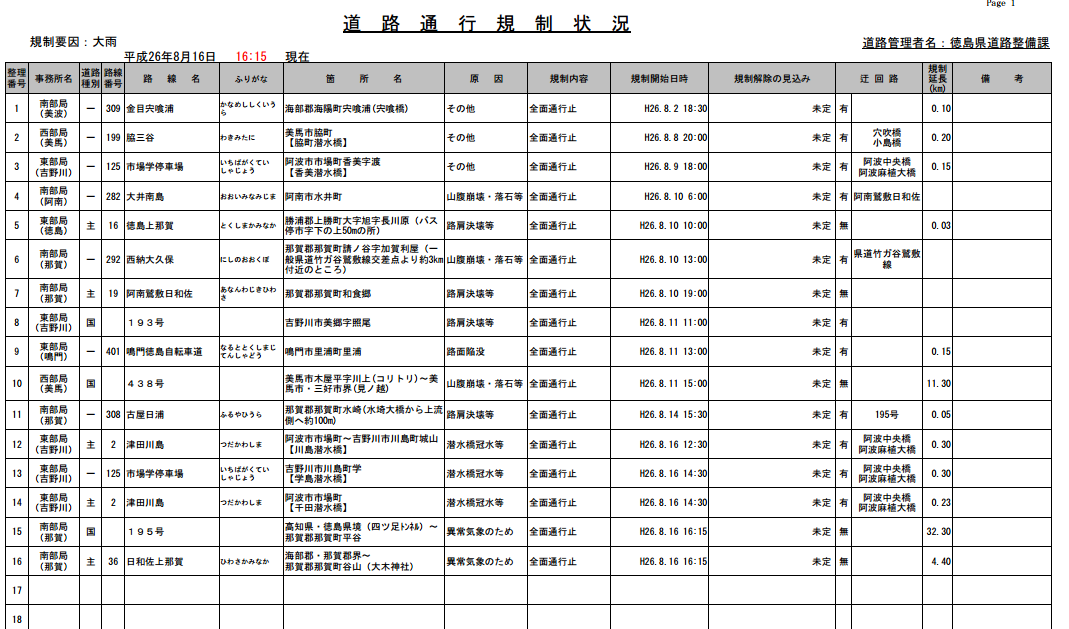 Page 1
道 路 通 行 規 制 状 況
規制要因：大雨
平成26年8月16日 16:15 現在
道路管理者名：徳島県道路整備課
整理番号 事務所名 道路種別 路線番号 路 線 名 ふりがな 箇 所 名 原 因 規制内容 規制開始日時 規制解除の見込み 迂 回 路 規制延長(km) 備 考
1 南部局(美波) 一 309 金目宍喰浦 かなめししくいうら 海部郡海陽町宍喰浦(宍喰橋) その他 全面通行止 H26.8.2 18:30 未定 有 0.10
2 西部局(美馬) 一 199 脇三谷 わきみたに 美馬市脇町【脇町潜水橋】 その他 全面通行止 H26.8.8 20:00 未定 有 穴吹橋 小島橋 0.20
3 東部局(吉野川) 一 125 市場学停車場 いちばがくていしゃじょう 阿波市市場町香美字渡【香美潜水橋】 その他 全面通行止 H26.8.9 18:00 未定 有 阿波中央橋 阿波麻植大橋 0.15
4 南部局(阿南) 一 282 大井南島 おおいみなみじま 阿南市水井町 山腹崩壊・落石等 全面通行止 H26.8.10 6:00 未定 有 阿南鷲敷日和佐
5 東部局(徳島) 主 16 徳島上那賀 とくしまかみなか 勝浦郡上勝町大字旭字長川原（バス停市宇下の上50mの所） 路肩決壊等 全面通行止 H26.8.10 10:00 未定 無 0.03
6 南部局(那賀) 一 292 西納大久保 にしのおおくぼ 那賀郡那賀町請ノ谷字加賀利屋（一般県道竹ガ谷鷲敷線交差点より約3km付近のところ） 山腹崩壊・落石等 全面通行止 H26.8.10 13:00 未定 有 県道竹ガ谷鷲敷線
7 南部局(那賀) 主 19 阿南鷲敷日和佐 あなんわじきひわさ 那賀郡那賀町和食郷 路肩決壊等 全面通行止 H26.8.10 19:00 未定 無
8 東部局(吉野川) 国 １９３号 吉野川市美郷字照尾 路肩決壊等 全面通行止 H26.8.11 11:00 未定 有
9 東部局(鳴門) 一 401 鳴門徳島自転車道 なるととくしまじてんしゃどう 鳴門市里浦町里浦 路面陥没 全面通行止 H26.8.11 13:00 未定 有 0.15
10 西部局(美馬) 国 ４３８号 美馬市木屋平字川上(コリトリ)～美馬市・三好市界(見ノ越) 山腹崩壊・落石等 全面通行止 H26.8.11 15:00 未定 無 11.30
11 南部局(那賀) 一 308 古屋日浦 ふるやひうら 那賀郡那賀町水崎(水埼大橋から上流側へ約100m) 路肩決壊等 全面通行止 H26.8.14 15:30 未定 有 195号 0.05
12 東部局(吉野川) 主 2 津田川島 つだかわしま 阿波市市場町～吉野川市川島町城山【川島潜水橋】 潜水橋冠水等 全面通行止 H26.8.16 12:30 未定 有 阿波中央橋 阿波麻植大橋 0.30
13 東部局(吉野川) 一 125 市場学停車場 いちばがくていしゃじょう 吉野川市川島町学【学島潜水橋】 潜水橋冠水等 全面通行止 H26.8.16 14:30 未定 有 阿波中央橋 阿波麻植大橋 0.30
14 東部局(吉野川) 主 2 津田川島 つだかわしま 阿波市市場町【千田潜水橋】 潜水橋冠水等 全面通行止 H26.8.16 14:30 未定 有 阿波中央橋 阿波麻植大橋 0.23
15 南部局(那賀) 国 １９５号 高知県・徳島県境（四ツ足ﾄﾝﾈﾙ）～那賀郡那賀町平谷 異常気象のため 全面通行止 H26.8.16 16:15 未定 無 32.30
16 南部局(那賀) 主 36 日和佐上那賀 ひわさかみなか 海部郡・那賀郡界～那賀郡那賀町谷山（大木神社） 異常気象のため 全面通行止 H26.8.16 16:15 未定 無 4.40
17
18